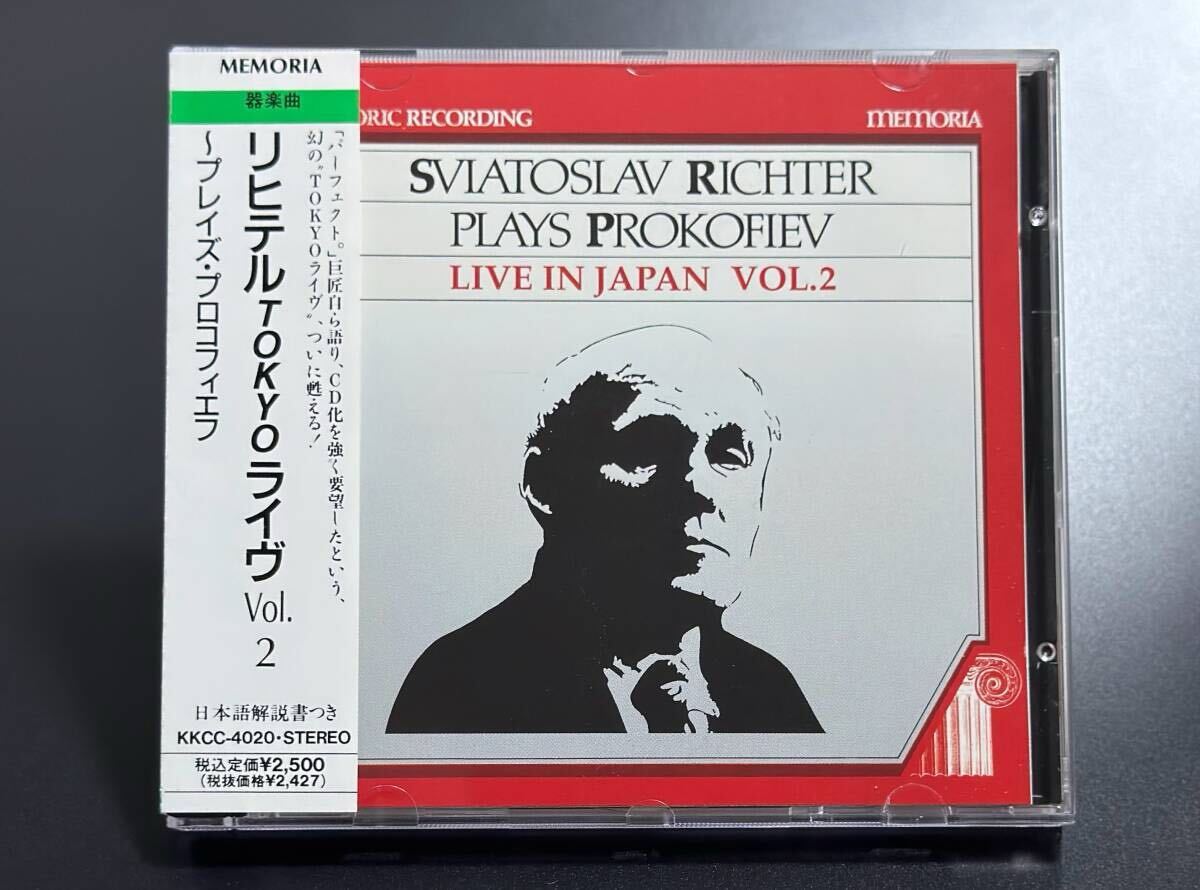 MEMORIA
器楽曲
「パーフェクト。」巨匠自ら語り、CD化を強く要望したという、
幻の“TOKYOライヴ”、ついに甦える!
リヒテルTOKYOライヴ Vol. 2
〜プレイズ・プロコフィエフ
日本語解説書つき
KKCC-4020・STEREO
税込定価¥2,500
(税抜価格¥2,427)
ORIC RECORDING
MEMORIA
SVIATOSLAV RICHTER
PLAYS PROKOFIEV
LIVE IN JAPAN VOL.2